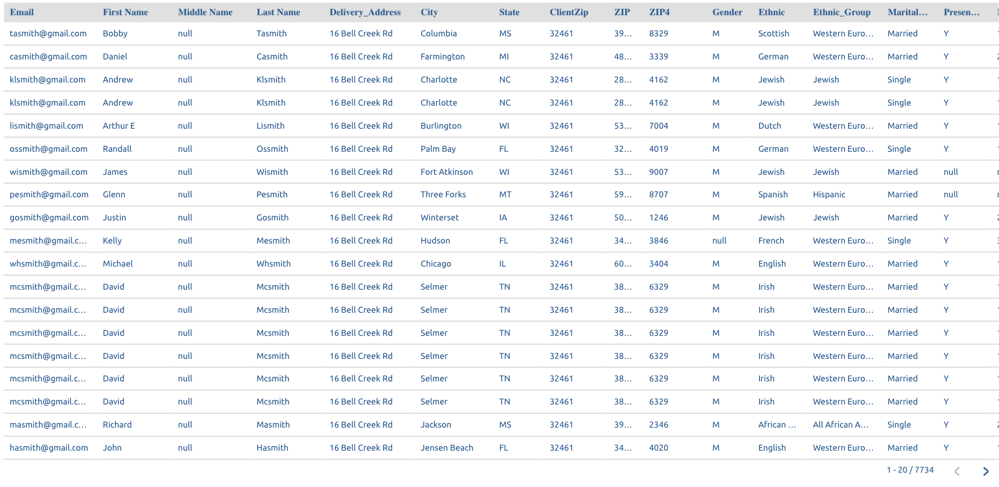 Email First Name Middle Name Last Name Delivery_Address City State ClientZip ZIP ZIP4 Gender Ethnic Ethnic_Group Marital... Presen...
tasmith@gmail.com Bobby null Tasmith 16 Bell Creek Rd Columbia MS 32461 39... 8329 M Scottish Western Euro... Married Y
casmith@gmail.com Daniel null Casmith 16 Bell Creek Rd Farmington MI 32461 48... 3339 M German Western Euro... Married Y
klsmith@gmail.com Andrew null Klsmith 16 Bell Creek Rd Charlotte NC 32461 28... 4162 M Jewish Jewish Single Y
klsmith@gmail.com Andrew null Klsmith 16 Bell Creek Rd Charlotte NC 32461 28... 4162 M Jewish Jewish Single Y
lismith@gmail.com Arthur E null Lismith 16 Bell Creek Rd Burlington WI 32461 53... 7004 M Dutch Western Euro... Married Y
ossmith@gmail.com Randall null Ossmith 16 Bell Creek Rd Palm Bay FL 32461 32... 4019 M German Western Euro... Single Y
wismith@gmail.com James null Wismith 16 Bell Creek Rd Fort Atkinson WI 32461 53... 9007 M Jewish Jewish Married null
pesmith@gmail.com Glenn null Pesmith 16 Bell Creek Rd Three Forks MT 32461 59... 8707 M Spanish Hispanic Married null
gosmith@gmail.com Justin null Gosmith 16 Bell Creek Rd Winterset IA 32461 50... 1246 M Jewish Jewish Married Y
mesmith@gmail.c... Kelly null Mesmith 16 Bell Creek Rd Hudson FL 32461 34... 3846 null French Western Euro... Single Y
whsmith@gmail.c... Michael null Whsmith 16 Bell Creek Rd Chicago IL 32461 60... 3404 M English Western Euro... Married Y
mcsmith@gmail.c... David null Mcsmith 16 Bell Creek Rd Selmer TN 32461 38... 6329 M Irish Western Euro... Married Y
mcsmith@gmail.c... David null Mcsmith 16 Bell Creek Rd Selmer TN 32461 38... 6329 M Irish Western Euro... Married Y
mcsmith@gmail.c... David null Mcsmith 16 Bell Creek Rd Selmer TN 32461 38... 6329 M Irish Western Euro... Married Y
mcsmith@gmail.c... David null Mcsmith 16 Bell Creek Rd Selmer TN 32461 38... 6329 M Irish Western Euro... Married Y
mcsmith@gmail.c... David null Mcsmith 16 Bell Creek Rd Selmer TN 32461 38... 6329 M Irish Western Euro... Married Y
mcsmith@gmail.c... David null Mcsmith 16 Bell Creek Rd Selmer TN 32461 38... 6329 M Irish Western Euro... Married Y
masmith@gmail.c... Richard null Masmith 16 Bell Creek Rd Jackson MS 32461 39... 2346 M African ... All African A... Single Y
hasmith@gmail.com John null Hasmith 16 Bell Creek Rd Jensen Beach FL 32461 34... 4020 M English Western Euro... Married Y
1 - 20 / 7734